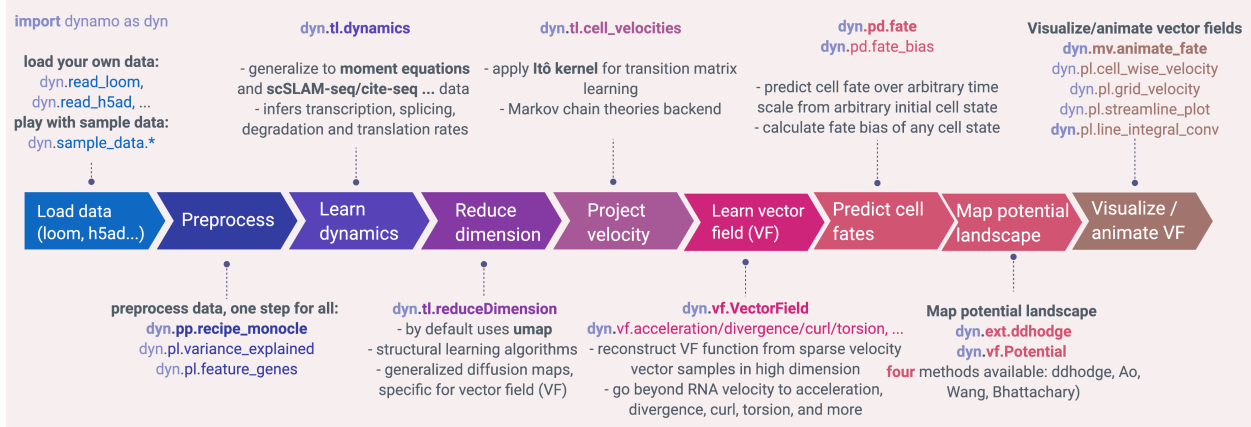 import dynamo as dyn
load your own data:
dyn.read_loom,
dyn.read_h5ad, ...
play with sample data:
dyn.sample_data.*
dyn.tl.dynamics
- generalize to moment equations
and scSLAM-seq/cite-seq ... data
- infers transcription, splicing,
degradation and translation rates
dyn.tl.cell_velocities
- apply Itô kernel for transition matrix
learning
- Markov chain theories backend
dyn.pd.fate
dyn.pd.fate_bias
- predict cell fate over arbitrary time
scale from arbitrary initial cell state
- calculate fate bias of any cell state
Visualize/animate vector fields
dyn.mv.animate_fate
dyn.pl.cell_wise_velocity
dyn.pl.grid_velocity
dyn.pl.streamline_plot
dyn.pl.line_integral_conv
Load data
(loom, h5ad...)
Preprocess
Learn
dynamics
Reduce
dimension
Project
velocity
Learn vector
field (VF)
Predict cell
fates
Map potential
landscape
Visualize /
animate VF
preprocess data, one step for all:
dyn.pp.recipe_monocle
dyn.pl.variance_explained
dyn.pl.feature_genes
dyn.tl.reduceDimension
- by default uses umap
- structural learning algorithms
- generalized diffusion maps,
specific for vector field (VF)
dyn.vf.VectorField
dyn.vf.acceleration/divergence/curl/torsion, ...
- reconstruct VF function from sparse velocity
vector samples in high dimension
- go beyond RNA velocity to acceleration,
divergence, curl, torsion, and more
Map potential landscape
dyn.ext.ddhodge
dyn.vf.Potential
four methods available: ddhodge, Ao,
Wang, Bhattachary)